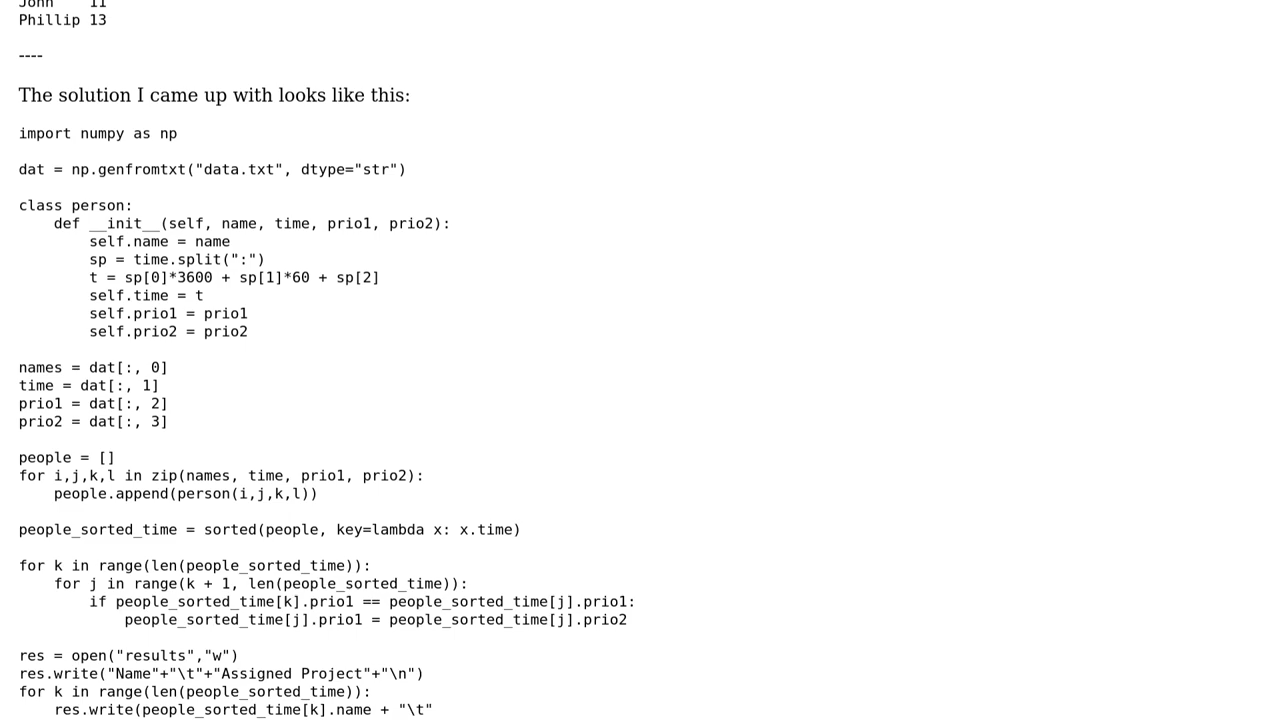 John    11
Phillip 13
----
The solution I came up with looks like this:
import numpy as np
dat = np.genfromtxt("data.txt", dtype="str")
class person:
    def __init__(self, name, time, prio1, prio2):
        self.name = name
        sp = time.split(":")
        t = sp[0]*3600 + sp[1]*60 + sp[2]
        self.time = t
        self.prio1 = prio1
        self.prio2 = prio2
names = dat[:, 0]
time = dat[:, 1]
prio1 = dat[:, 2]
prio2 = dat[:, 3]
people = []
for i,j,k,l in zip(names, time, prio1, prio2):
    people.append(person(i,j,k,l))
people_sorted_time = sorted(people, key=lambda x: x.time)
for k in range(len(people_sorted_time)):
    for j in range(k + 1, len(people_sorted_time)):
        if people_sorted_time[k].prio1 == people_sorted_time[j].prio1:
            people_sorted_time[j].prio1 = people_sorted_time[j].prio2
res = open("results","w")
res.write("Name"+"\t"+"Assigned Project"+"\n")
for k in range(len(people_sorted_time)):
    res.write(people_sorted_time[k].name + "\t"